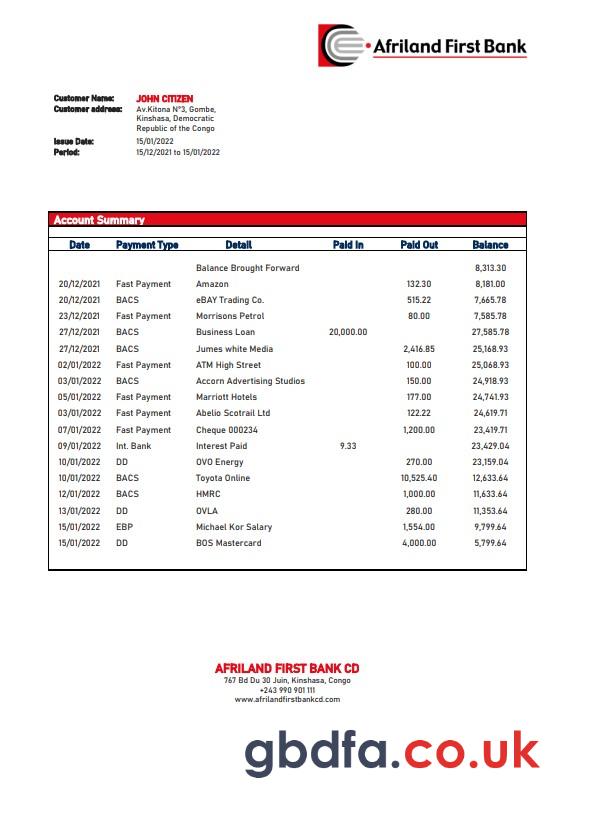 Afriland First Bank
Customer Name: JOHN CITIZEN
Customer address: Av.Kitona N°3, Gombe,
Kinshasa, Democratic
Republic of the Congo
Issue Date: 15/01/2022
Period: 15/12/2021 to 15/01/2022
Account Summary
Date Payment Type Detail Paid In Paid Out Balance
Balance Brought Forward 8,313.30
20/12/2021 Fast Payment Amazon 132.30 8,181.00
20/12/2021 BACS eBAY Trading Co. 515.22 7,665.78
23/12/2021 Fast Payment Morrisons Petrol 80.00 7,585.78
27/12/2021 BACS Business Loan 20,000.00 27,585.78
27/12/2021 BACS Jumes white Media 2,416.85 25,168.93
02/01/2022 Fast Payment ATM High Street 100.00 25,068.93
03/01/2022 BACS Accorn Advertising Studios 150.00 24,918.93
05/01/2022 Fast Payment Marriott Hotels 177.00 24,741.93
03/01/2022 Fast Payment Abelio Scotrail Ltd 122.22 24,619.71
07/01/2022 Fast Payment Cheque 000234 1,200.00 23,419.71
09/01/2022 Int. Bank Interest Paid 9.33 23,429.04
10/01/2022 DD OVO Energy 270.00 23,159.04
10/01/2022 BACS Toyota Online 10,525.40 12,633.64
12/01/2022 BACS HMRC 1,000.00 11,633.64
13/01/2022 DD OVLA 280.00 11,353.64
15/01/2022 EBP Michael Kor Salary 1,554.00 9,799.64
15/01/2022 DD BOS Mastercard 4,000.00 5,799.64
AFRILAND FIRST BANK CD
767 Bd Du 30 Juin, Kinshasa, Congo
+243 990 901 111
www.afrilandfirstbankcd.com
gbdfa.co.uk